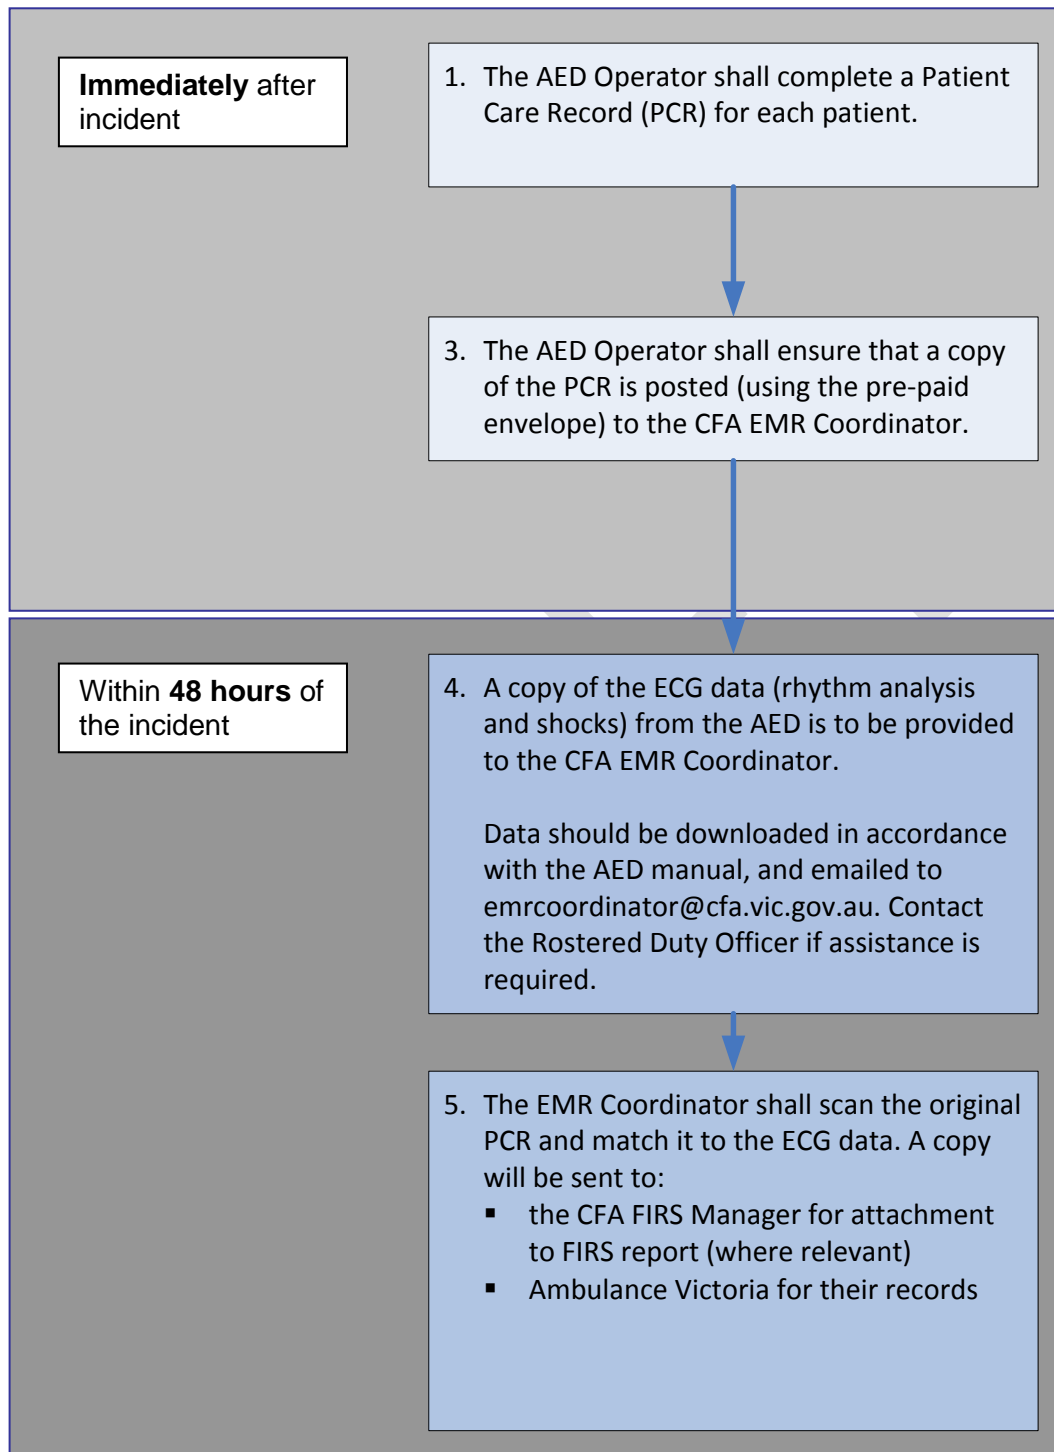 Immediately after
incident
1. The AED Operator shall complete a Patient
Care Record (PCR) for each patient.
3. The AED Operator shall ensure that a copy
of the PCR is posted (using the pre-paid
envelope) to the CFA EMR Coordinator.
Within 48 hours of
the incident
4. A copy of the ECG data (rhythm analysis
and shocks) from the AED is to be provided
to the CFA EMR Coordinator.
Data should be downloaded in accordance
with the AED manual, and emailed to
emrcoordinator@cfa.vic.gov.au. Contact
the Rostered Duty Officer if assistance is
required.
5. The EMR Coordinator shall scan the original
PCR and match it to the ECG data. A copy
will be sent to:
▪ the CFA FIRS Manager for attachment
to FIRS report (where relevant)
▪ Ambulance Victoria for their records